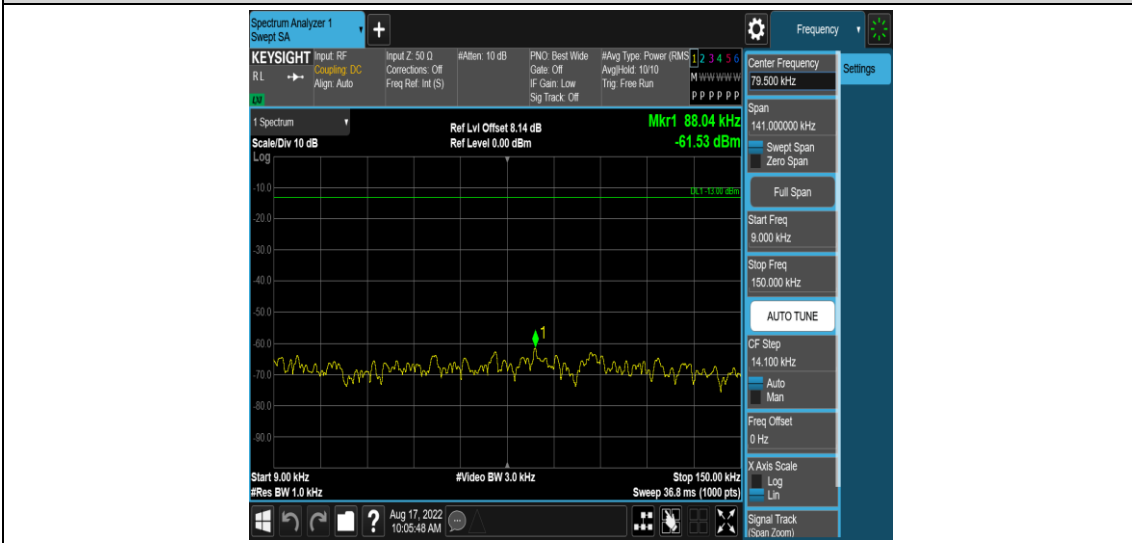 Spectrum Analyzer 1
Swept SA
+
Frequency
KEYSIGHT
R L
LXI
Input: RF
Coupling: DC
Align: Auto
Input Z: 50 Ω
Corrections: Off
Freq Ref: Int (S)
#Atten: 10 dB
PNO: Best Wide
Gate: Off
IF Gain: Low
Sig Track: Off
#Avg Type: Power (RMS
Avg|Hold: 10/10
Trig: Free Run
1 2 3 4 5 6
M W W W W W
P P P P P P
1 Spectrum
Scale/Div 10 dB
Log
Ref Lvl Offset 8.14 dB
Ref Level 0.00 dBm
Mkr1 88.04 kHz
-61.53 dBm
DL1 -13.00 dBm
-10.0
-20.0
-30.0
-40.0
-50.0
-60.0
-70.0
-80.0
-90.0
1
Start 9.00 kHz
#Res BW 1.0 kHz
#Video BW 3.0 kHz
Stop 150.00 kHz
Sweep 36.8 ms (1000 pts)
?
Aug 17, 2022
10:05:48 AM
Center Frequency
79.500 kHz
Settings
Span
141.000000 kHz
Swept Span
Zero Span
Full Span
Start Freq
9.000 kHz
Stop Freq
150.000 kHz
AUTO TUNE
CF Step
14.100 kHz
Auto
Man
Freq Offset
0 Hz
X Axis Scale
Log
Lin
Signal Track
(Span Zoom)